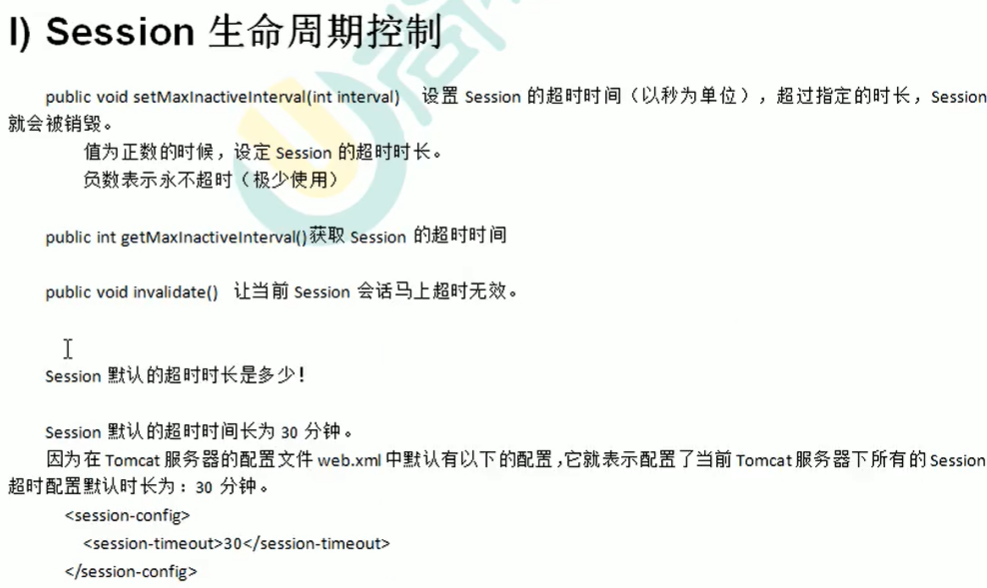 I) Session 生命周期控制
public void setMaxInactiveInterval(int interval) 设置 Session 的超时时间（以秒为单位），超过指定的时长，Session
就会被销毁。
值为正数的时候，设定 Session 的超时时长。
负数表示永不超时（极少使用）
public int getMaxInactiveInterval()获取 Session 的超时时间
public void invalidate() 让当前 Session 会话马上超时无效。
Session 默认的超时时长是多少！
Session 默认的超时时间长为 30 分钟。
因为在 Tomcat 服务器的配置文件 web.xml 中默认有以下的配置，它就表示配置了当前 Tomcat 服务器下所有的 Session
超时配置默认时长为：30 分钟。
<session-config>
<session-timeout>30</session-timeout>
</session-config>